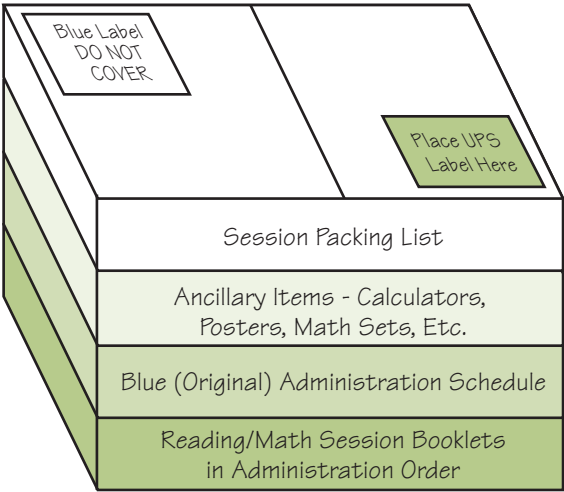 Blue Label
DO NOT
COVER
Place UPS
Label Here
Session Packing List
Ancillary Items - Calculators,
Posters, Math Sets, Etc.
Blue (Original) Administration Schedule
Reading/Math Session Booklets
in Administration Order